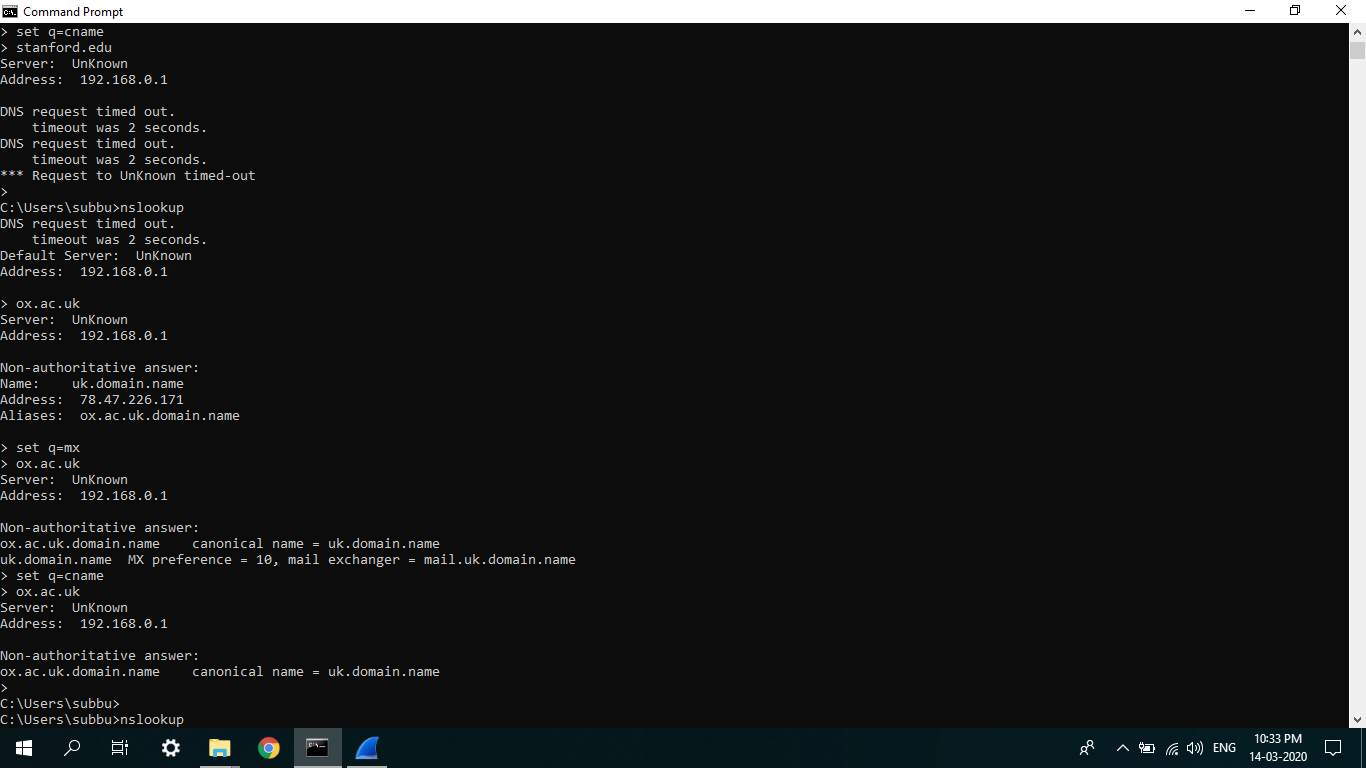 Command Prompt
> set q=cname
> stanford.edu
Server:  UnKnown
Address:  192.168.0.1

DNS request timed out.
    timeout was 2 seconds.
DNS request timed out.
    timeout was 2 seconds.
*** Request to UnKnown timed-out
>
C:\Users\subbu>nslookup
DNS request timed out.
    timeout was 2 seconds.
Default Server:  UnKnown
Address:  192.168.0.1

> ox.ac.uk
Server:  UnKnown
Address:  192.168.0.1

Non-authoritative answer:
Name:    uk.domain.name
Address:  78.47.226.171
Aliases:  ox.ac.uk.domain.name

> set q=mx
> ox.ac.uk
Server:  UnKnown
Address:  192.168.0.1

Non-authoritative answer:
ox.ac.uk.domain.name    canonical name = uk.domain.name
uk.domain.name  MX preference = 10, mail exchanger = mail.uk.domain.name
> set q=cname
> ox.ac.uk
Server:  UnKnown
Address:  192.168.0.1

Non-authoritative answer:
ox.ac.uk.domain.name    canonical name = uk.domain.name
>
C:\Users\subbu>
C:\Users\subbu>nslookup
ENG
10:33 PM
14-03-2020